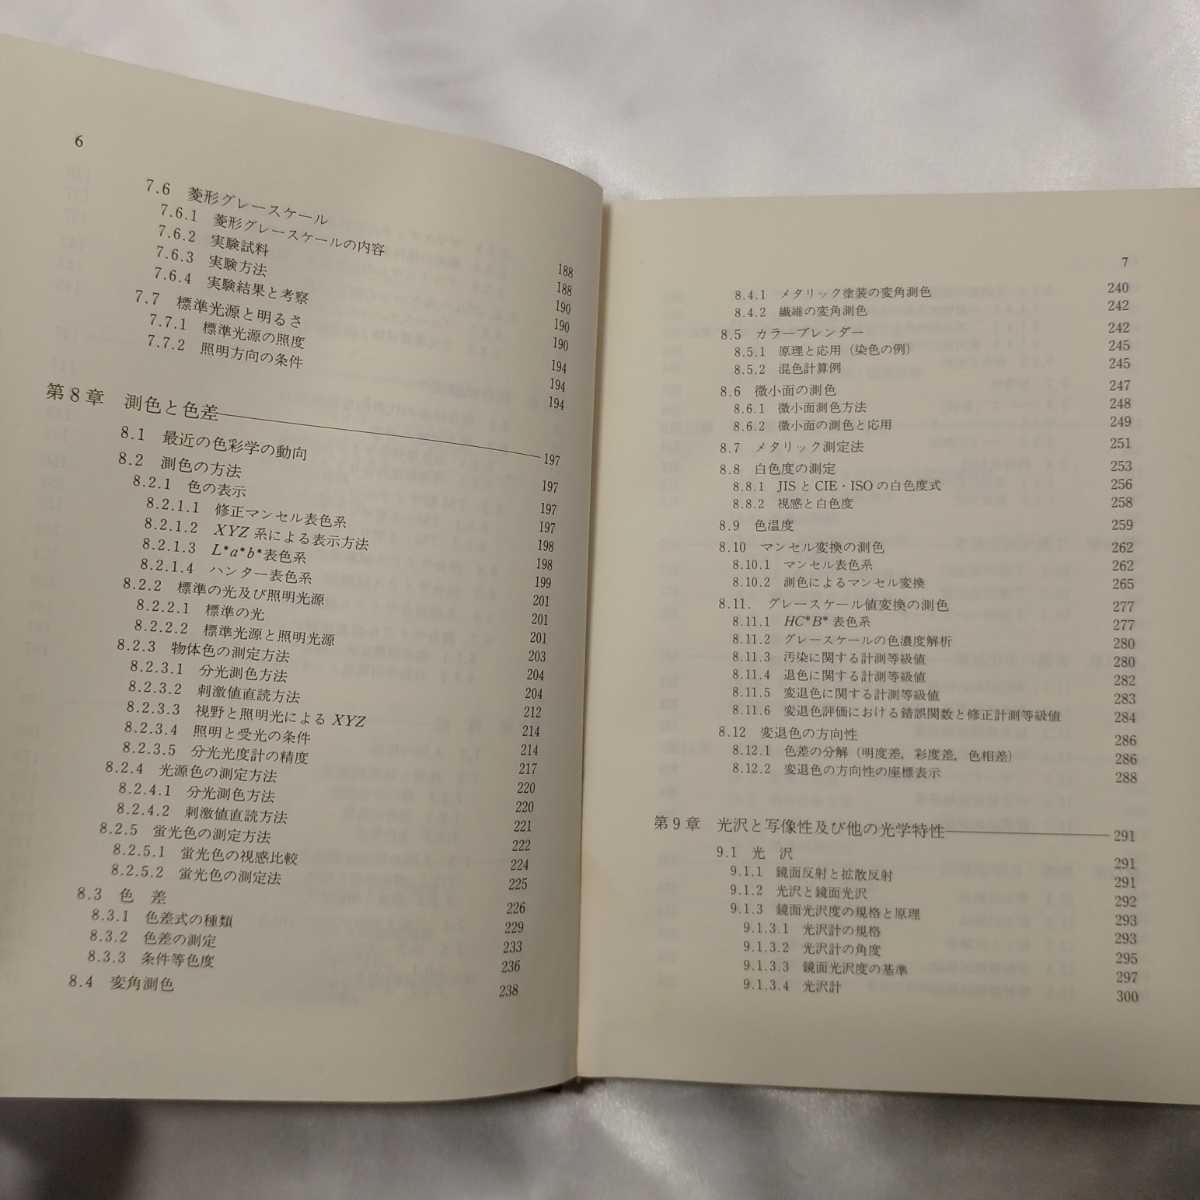 6
7.6 菱形グレースケール 188
7.6.1 菱形グレースケールの内容 188
7.6.2 実験試料 190
7.6.3 実験方法 190
7.6.4 実験結果と考察 190
7.7 標準光源と明るさ 194
7.7.1 標準光源の照度 194
7.7.2 照明方向の条件 194
第8章 測色と色差 197
8.1 最近の色彩学の動向 197
8.2 測色の方法 197
8.2.1 色の表示 197
8.2.1.1 修正マンセル表色系 198
8.2.1.2 XYZ系による表示方法 198
8.2.1.3 L*a*b*表色系 199
8.2.1.4 ハンター表色系 201
8.2.2 標準の光及び照明光源 201
8.2.2.1 標準の光 201
8.2.2.2 標準光源と照明光源 203
8.2.3 物体色の測定方法 204
8.2.3.1 分光測色方法 204
8.2.3.2 刺激値直読方法 212
8.2.3.3 視野と照明光による XYZ 214
8.2.3.4 照明と受光の条件 214
8.2.3.5 分光光度計の精度 217
8.2.4 光源色の測定方法 220
8.2.4.1 分光測色方法 220
8.2.4.2 刺激値直読方法 221
8.2.5 蛍光色の測定方法 222
8.2.5.1 蛍光色の視感比較 224
8.2.5.2 蛍光色の測定法 225
8.3 色 差 226
8.3.1 色差式の種類 229
8.3.2 色差の測定 233
8.3.3 条件等色度 236
8.4 変角測色 238
7
8.4.1 メタリック塗装の変角測色 240
8.4.2 繊維の変角測色 242
8.5 カラーブレンダー 242
8.5.1 原理と応用（染色の例） 245
8.5.2 混色計算例 245
8.6 微小面の測色 247
8.6.1 微小面測色方法 248
8.6.2 微小面の測色と応用 249
8.7 メタリック測定法 251
8.8 白色度の測定 253
8.8.1 JISとCIE・ISOの白色度式 256
8.8.2 視感と白色度 258
8.9 色温度 259
8.10 マンセル変換の測色 262
8.10.1 マンセル表色系 262
8.10.2 測色によるマンセル変換 265
8.11. グレースケール値変換の測色 277
8.11.1 HC*B* 表色系 277
8.11.2 グレースケールの色濃度解析 280
8.11.3 汚染に関する計測等級値 280
8.11.4 退色に関する計測等級値 282
8.11.5 変退色に関する計測等級値 283
8.11.6 変退色評価における錯誤関数と修正計測等級値 284
8.12 変退色の方向性 286
8.12.1 色差の分解（明度差，彩度差，色相差） 286
8.12.2 変退色の方向性の座標表示 288
第9章 光沢と写像性及び他の光学特性 291
9.1 光 沢 291
9.1.1 鏡面反射と拡散反射 291
9.1.2 光沢と鏡面光沢 292
9.1.3 鏡面光沢度の規格と原理 293
9.1.3.1 光沢計の規格 293
9.1.3.2 光沢計の角度 295
9.1.3.3 鏡面光沢度の基準 297
9.1.3.4 光沢計 300